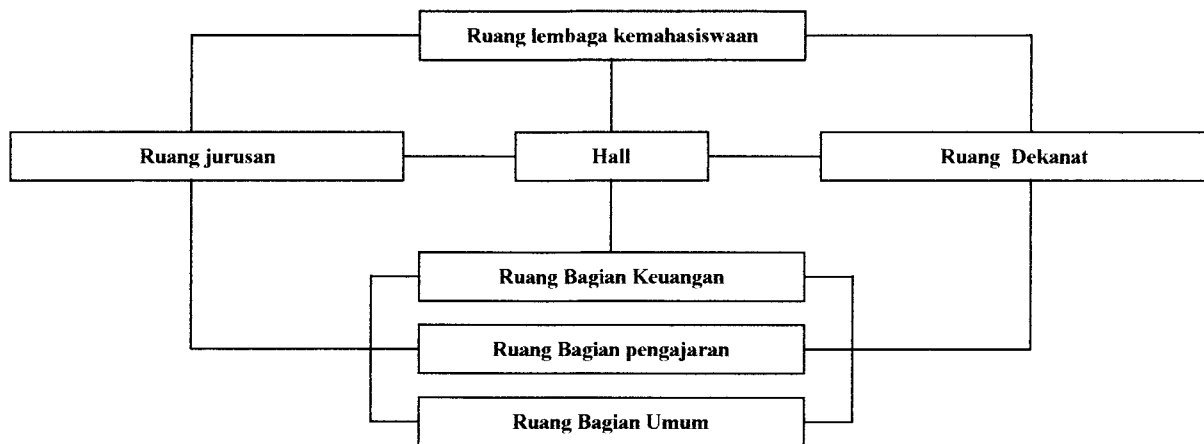 Ruang lembaga kemahasiswaan
Ruang jurusan
Hall
Ruang Dekanat
Ruang Bagian Keuangan
Ruang Bagian pengajaran
Ruang Bagian Umum